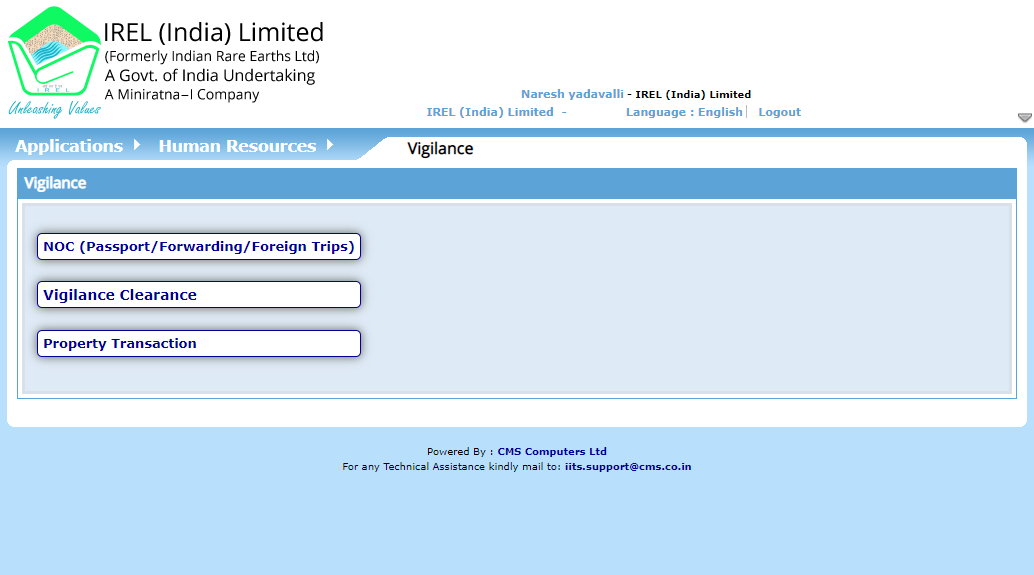 IREL (India) Limited
(Formerly Indian Rare Earths Ltd)
A Govt. of India Undertaking
A Miniratna–I Company
IREL
Unleashing Values
Naresh yadavalli - IREL (India) Limited
IREL (India) Limited - Language : English Logout
Applications Human Resources Vigilance
Vigilance
NOC (Passport/Forwarding/Foreign Trips)
Vigilance Clearance
Property Transaction
Powered By : CMS Computers Ltd
For any Technical Assistance kindly mail to: iits.support@cms.co.in